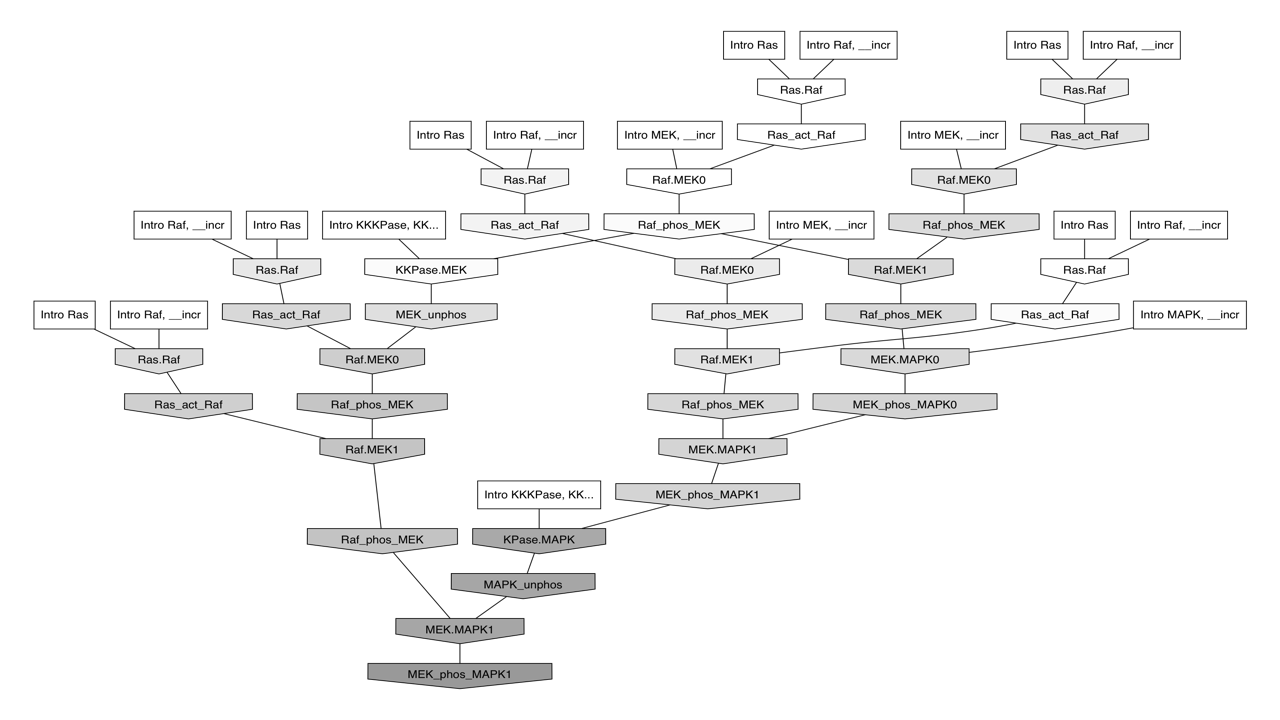 Intro Ras
Intro Raf, __incr
Intro Ras
Intro Raf, __incr
Ras.Raf
Ras.Raf
Intro Ras
Intro Raf, __incr
Intro MEK, __incr
Ras_act_Raf
Intro MEK, __incr
Ras_act_Raf
Ras.Raf
Raf.MEK0
Raf.MEK0
Intro Raf, __incr
Intro Ras
Intro KKKPase, KK...
Ras_act_Raf
Raf_phos_MEK
Intro MEK, __incr
Raf_phos_MEK
Intro Ras
Intro Raf, __incr
Ras.Raf
KKPase.MEK
Raf.MEK0
Raf.MEK1
Ras.Raf
Intro Ras
Intro Raf, __incr
Ras_act_Raf
MEK_unphos
Raf_phos_MEK
Raf_phos_MEK
Ras_act_Raf
Intro MAPK, __incr
Ras.Raf
Raf.MEK0
Raf.MEK1
MEK.MAPK0
Ras_act_Raf
Raf_phos_MEK
Raf_phos_MEK
MEK_phos_MAPK0
Raf.MEK1
MEK.MAPK1
Intro KKKPase, KK...
MEK_phos_MAPK1
Raf_phos_MEK
KPase.MAPK
MAPK_unphos
MEK.MAPK1
MEK_phos_MAPK1